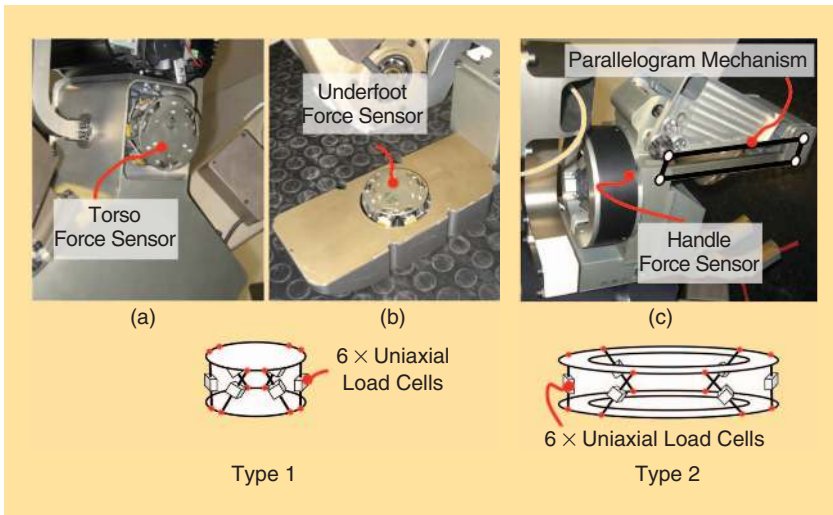 Torso
Force Sensor
Underfoot
Force Sensor
Parallelogram Mechanism
Handle
Force Sensor
(a)
(b)
(c)
6 × Uniaxial
Load Cells
6 × Uniaxial Load Cells
Type 1
Type 2